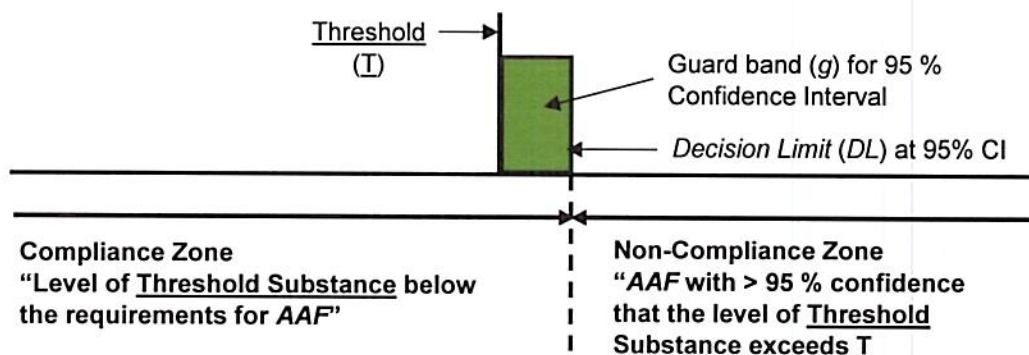 Threshold
(T)
Guard band (g) for 95 %
Confidence Interval
Decision Limit (DL) at 95% CI
Compliance Zone
“Level of Threshold Substance below
the requirements for AAF”
Non-Compliance Zone
“AAF with > 95 % confidence
that the level of Threshold
Substance exceeds T